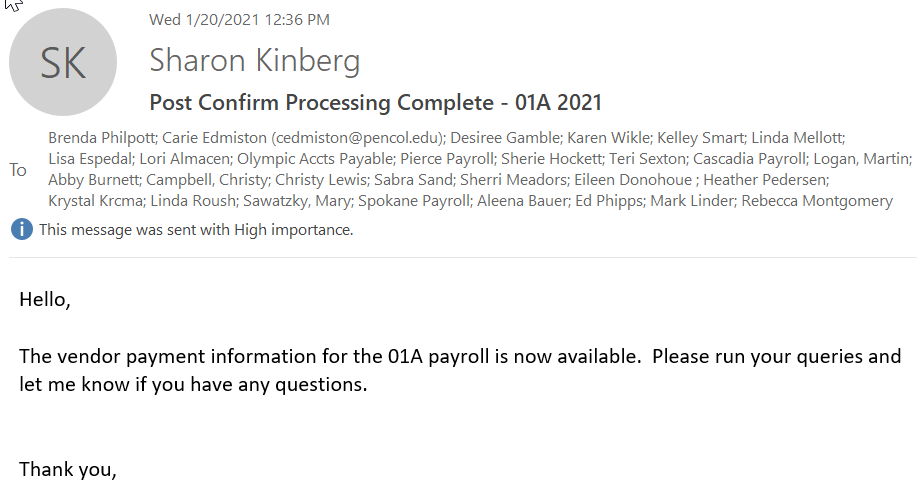 Wed 1/20/2021 12:36 PM
SK
Sharon Kinberg
Post Confirm Processing Complete - 01A 2021
Brenda Philpott; Carie Edmiston (cedmiston@pencol.edu); Desiree Gamble; Karen Wikle; Kelley Smart; Linda Mellott;
To
Lisa Espedal; Lori Almacen; Olympic Accts Payable; Pierce Payroll; Sherie Hockett; Teri Sexton; Cascadia Payroll; Logan, Martin;
Abby Burnett; Campbell, Christy; Christy Lewis; Sabra Sand; Sherri Meadors; Eileen Donohoue ; Heather Pedersen;
Krystal Krcma; Linda Roush; Sawatzky, Mary; Spokane Payroll; Aleena Bauer; Ed Phipps; Mark Linder; Rebecca Montgomery
i This message was sent with High importance.
Hello,
The vendor payment information for the 01A payroll is now available.  Please run your queries and
let me know if you have any questions.
Thank you,